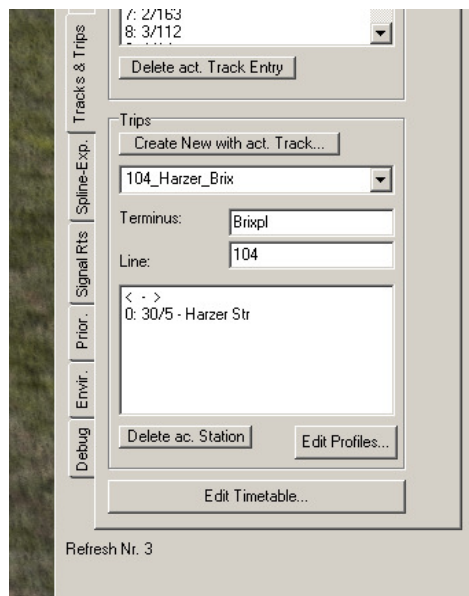 7: 2/163
8: 3/112
Delete act. Track Entry
Trips
Create New with act. Track...
104_Harzer_Brix
Terminus:
Brixpl
Line:
104
< - >
0: 30/5 - Harzer Str
Delete ac. Station
Edit Profiles...
Edit Timetable...
Refresh Nr. 3
Tracks & Trips
Spline-Exp.
Signal Rts
Prior.
Envir.
Debug